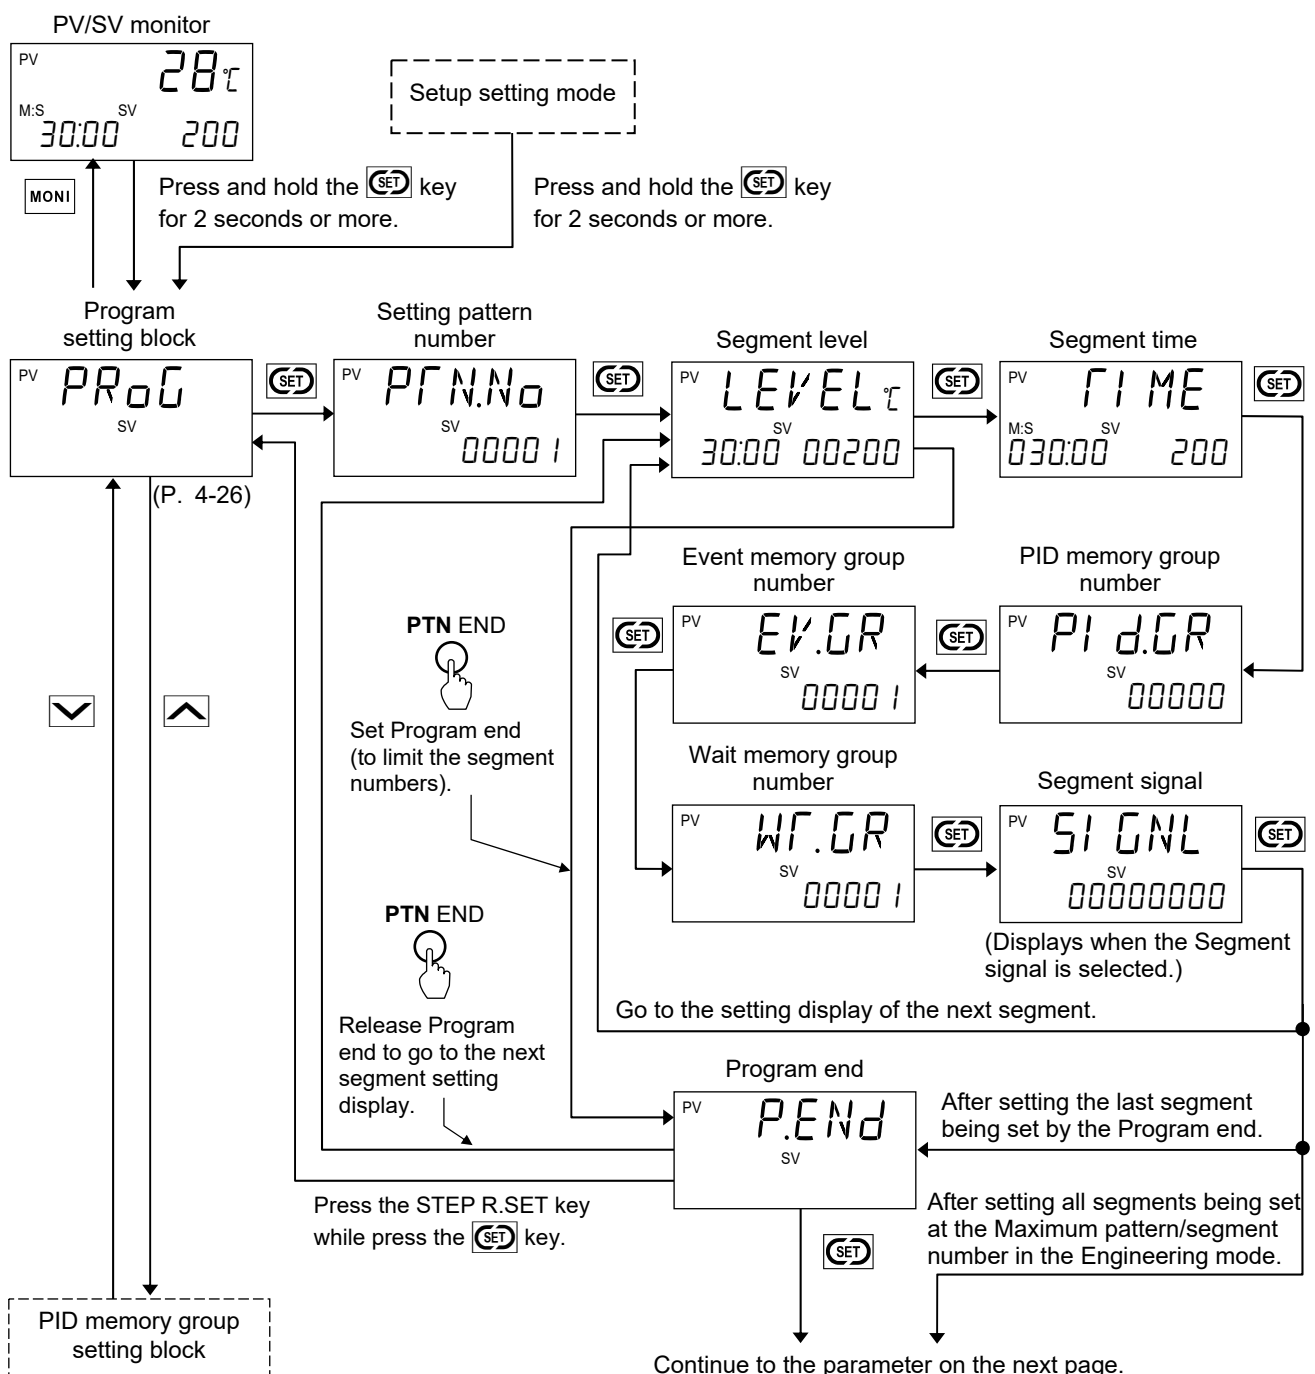 PV/SV monitor
PV
28℃
M:S
SV
30:00 200
MONI
Setup setting mode
Press and hold the SET key
for 2 seconds or more.
Press and hold the SET key
for 2 seconds or more.
Program
setting block
PV PRoG
SV
(P. 4-26)
SET
Setting pattern
number
PV PTN.No
SV
00001
SET
Segment level
PV LEVEL℃
SV
30:00 00200
SET
Segment time
PV TIME
M:S SV
030:00 200
SET
Event memory group
number
PV EV.GR
SV
00001
SET
PID memory group
number
PV PId.GR
SV
00000
SET
PTN END
Set Program end
(to limit the segment
numbers).
Wait memory group
number
PV WT.GR
SV
00001
SET
Segment signal
PV SIGNL
SV
00000000
SET
(Displays when the Segment
signal is selected.)
PTN END
Release Program
end to go to the next
segment setting
display.
Go to the setting display of the next segment.
Program end
PV P.ENd
SV
After setting the last segment
being set by the Program end.
Press the STEP R.SET key
while press the SET key.
SET
After setting all segments being set
at the Maximum pattern/segment
number in the Engineering mode.
PID memory group
setting block
Continue to the parameter on the next page.